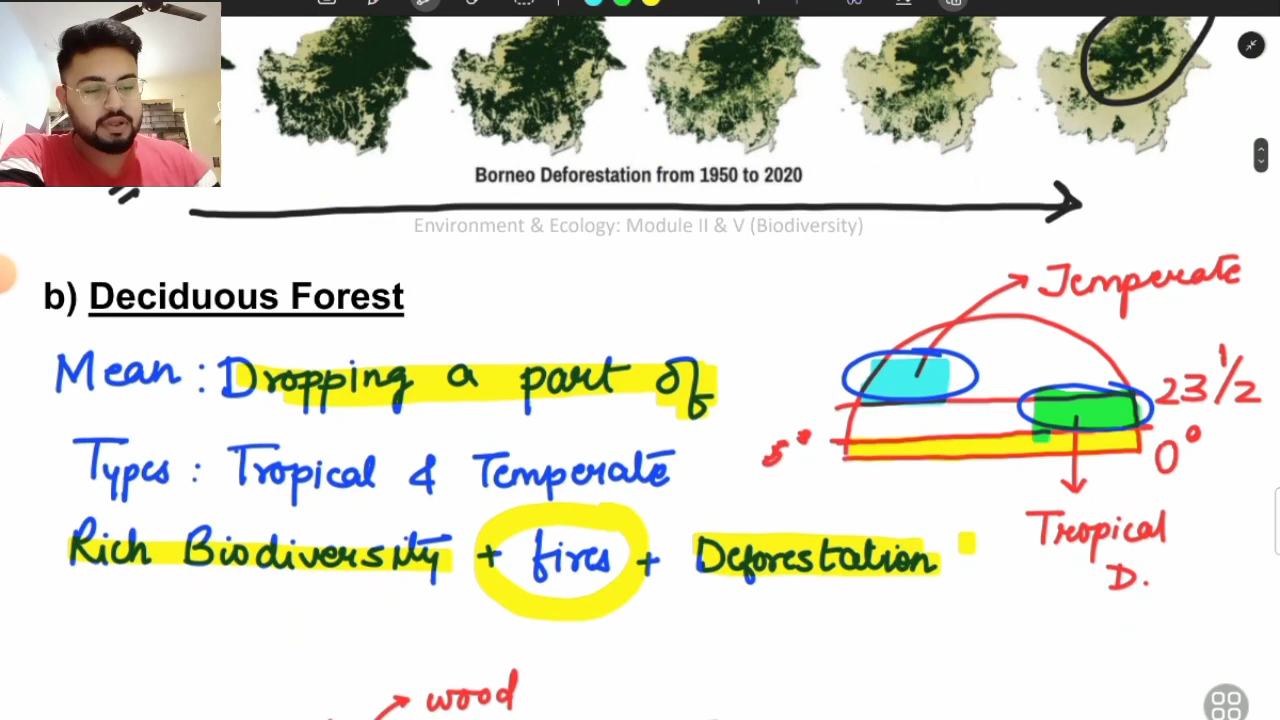 Borneo Deforestation from 1950 to 2020
Environment & Ecology: Module II & V (Biodiversity)
b) Deciduous Forest
Temperate
Mean : Dropping a part of
23 1/2
5°
0°
Types : Tropical & Temperate
Tropical
D.
Rich Biodiversity + fires + Deforestation
wood